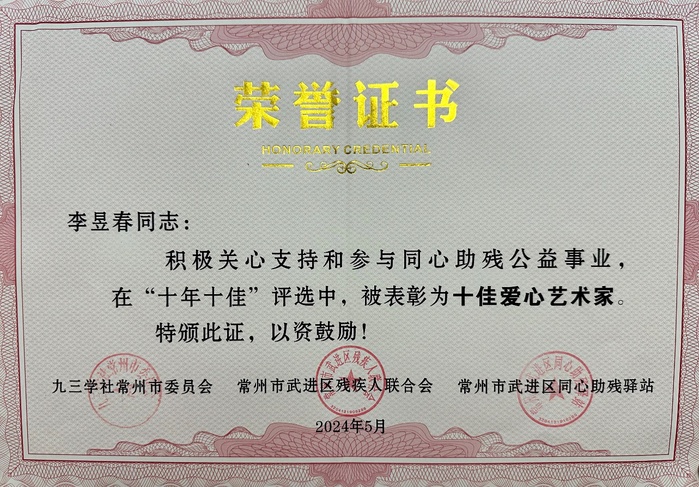 荣誉证书
HONORARY CREDENTIAL
李昱春同志：
积极关心支持和参与同心助残公益事业，
在“十年十佳”评选中，被表彰为十佳爱心艺术家。
特颁此证，以资鼓励！
九三学社常州市委员会 常州市武进区残疾人联合会 常州市武进区同心助残驿站
2024年5月